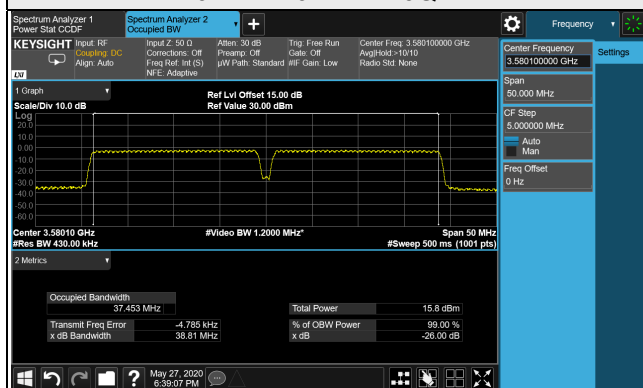 Spectrum Analyzer 1
Power Stat CCDF
Spectrum Analyzer 2
Occupied BW
Frequency
KEYSIGHT
Input: RF
Coupling: DC
Align: Auto
Input Z: 50 Ω
Corrections: Off
Freq Ref: Int (S)
NFE: Adaptive
Atten: 30 dB
Preamp: Off
µW Path: Standard
Trig: Free Run
Gate: Off
#IF Gain: Low
Center Freq: 3.580100000 GHz
Avg|Hold:>10/10
Radio Std: None
LXI
Center Frequency
3.580100000 GHz
Settings
Span
50.000 MHz
CF Step
5.000000 MHz
Auto
Man
Freq Offset
0 Hz
1 Graph
Scale/Div 10.0 dB
Ref Lvl Offset 15.00 dB
Ref Value 30.00 dBm
Log
20.0
10.0
0.00
-10.0
-20.0
-30.0
-40.0
-50.0
-60.0
Center 3.58010 GHz
#Res BW 430.00 kHz
#Video BW 1.2000 MHz*
Span 50 MHz
#Sweep 500 ms (1001 pts)
2 Metrics
Occupied Bandwidth
37.453 MHz
Total Power 15.8 dBm
Transmit Freq Error -4.785 kHz
% of OBW Power 99.00 %
x dB Bandwidth 38.81 MHz
x dB -26.00 dB
May 27, 2020
6:39:07 PM